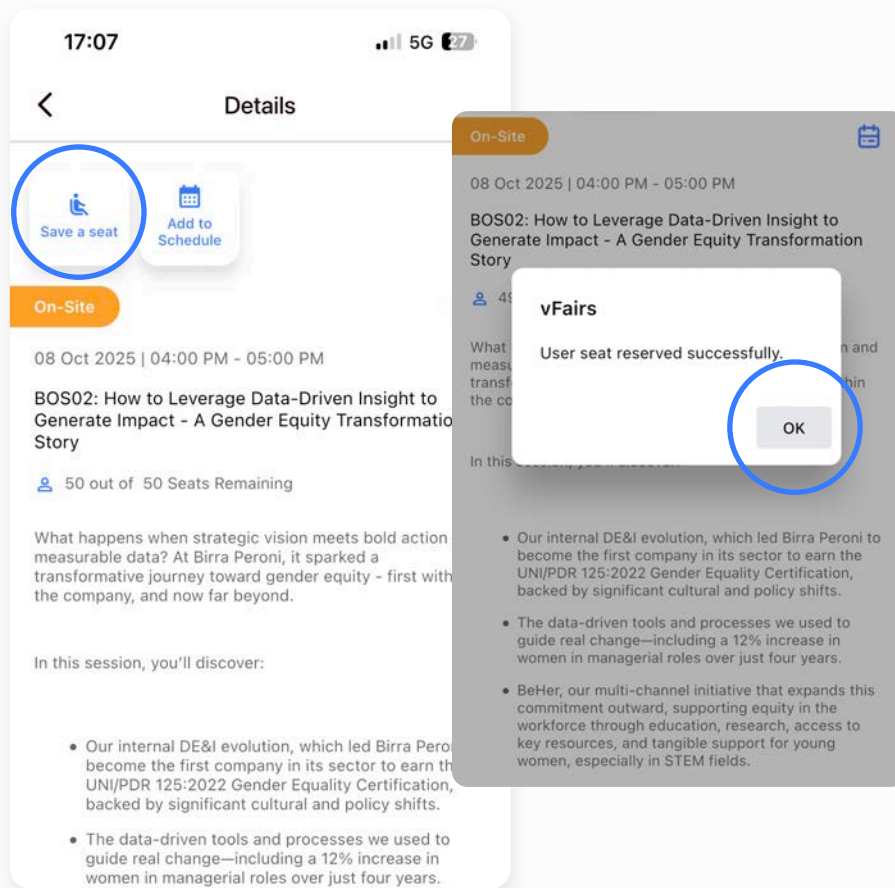 17:07
5G 27
Details
Save a seat
Add to
Schedule
On-Site
08 Oct 2025 | 04:00 PM - 05:00 PM
BOS02: How to Leverage Data-Driven Insight to
Generate Impact - A Gender Equity Transformatio
Story
50 out of 50 Seats Remaining
What happens when strategic vision meets bold action
measurable data? At Birra Peroni, it sparked a
transformative journey toward gender equity - first with
the company, and now far beyond.
In this session, you'll discover:
• Our internal DE&I evolution, which led Birra Pero
become the first company in its sector to earn th
UNI/PDR 125:2022 Gender Equality Certification,
backed by significant cultural and policy shifts.
• The data-driven tools and processes we used to
guide real change—including a 12% increase in
women in managerial roles over just four years.
On-Site
08 Oct 2025 | 04:00 PM - 05:00 PM
BOS02: How to Leverage Data-Driven Insight to
Generate Impact - A Gender Equity Transformation
Story
49
What
n and
measu
transf
hin
the co
In this
vFairs
User seat reserved successfully.
OK
• Our internal DE&I evolution, which led Birra Peroni to
become the first company in its sector to earn the
UNI/PDR 125:2022 Gender Equality Certification,
backed by significant cultural and policy shifts.
• The data-driven tools and processes we used to
guide real change—including a 12% increase in
women in managerial roles over just four years.
• BeHer, our multi-channel initiative that expands this
commitment outward, supporting equity in the
workforce through education, research, access to
key resources, and tangible support for young
women, especially in STEM fields.